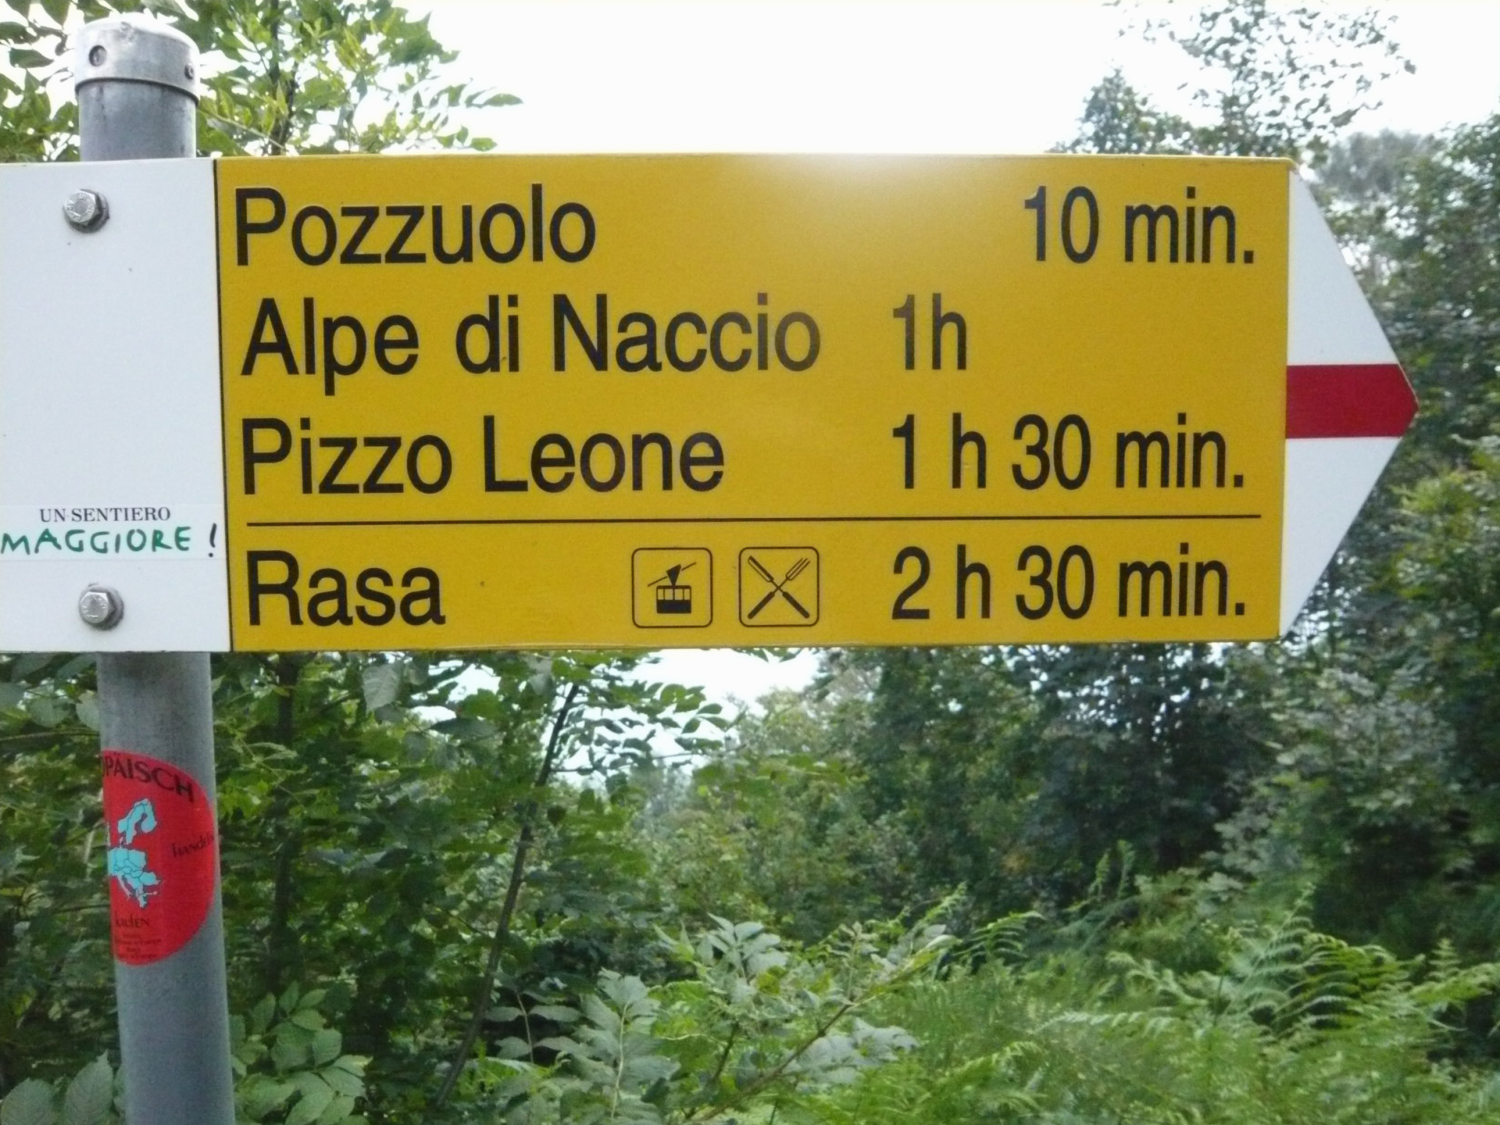 Pozzuolo 10 min.
Alpe di Naccio 1h
Pizzo Leone 1 h 30 min.
Rasa 2 h 30 min.
UN SENTIERO
MAGGIORE !